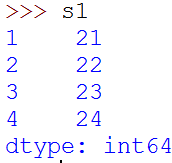 >>> s1
1    21
2    22
3    23
4    24
dtype: int64